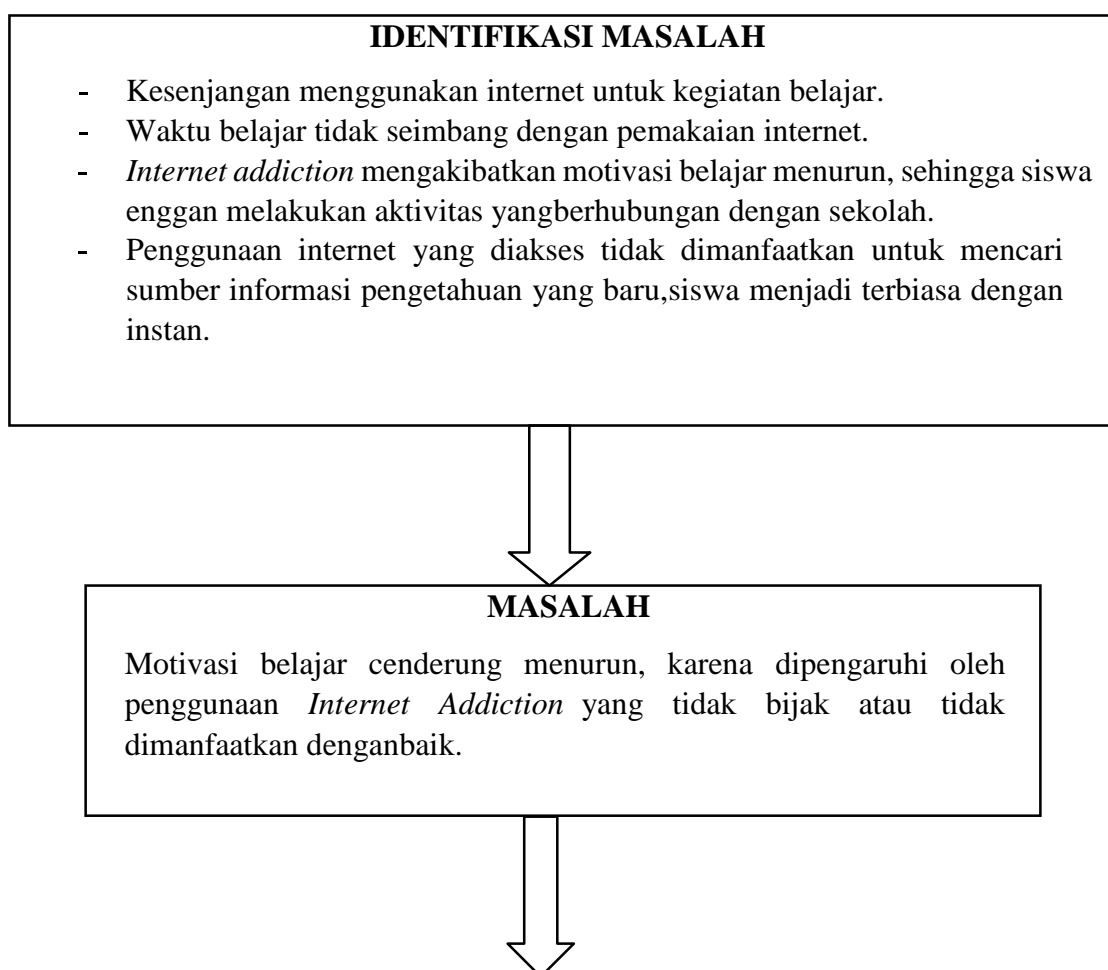 IDENTIFIKASI MASALAH
- Kesenjangan menggunakan internet untuk kegiatan belajar.
- Waktu belajar tidak seimbang dengan pemakaian internet.
- Internet addiction mengakibatkan motivasi belajar menurun, sehingga siswa
enggan melakukan aktivitas yangberhubungan dengan sekolah.
- Penggunaan internet yang diakses tidak dimanfaatkan untuk mencari
sumber informasi pengetahuan yang baru,siswa menjadi terbiasa dengan
instan.
MASALAH
Motivasi belajar cenderung menurun, karena dipengaruhi oleh
penggunaan Internet Addiction yang tidak bijak atau tidak
dimanfaatkan denganbaik.